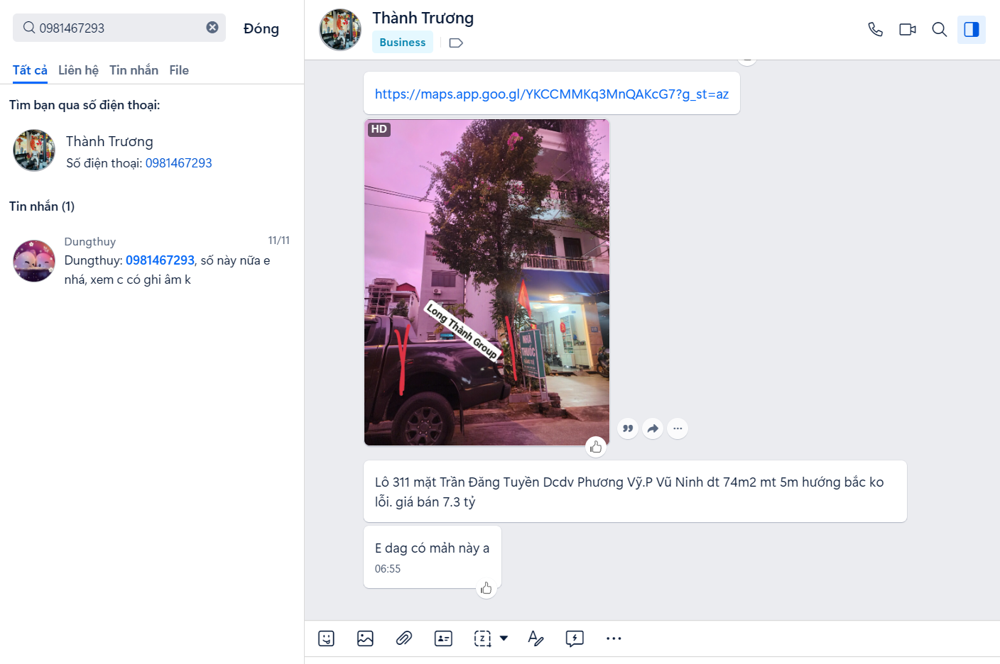 0981467293
Đóng
Tất cả Liên hệ Tin nhắn File
Tìm bạn qua số điện thoại:
Thành Trương
Số điện thoại: 0981467293
Tin nhắn (1)
Dungthuy
11/11
Dungthuy: 0981467293, số này nữa e
nhá, xem c có ghi âm k
Thành Trương
Business
https://maps.app.goo.gl/YKCCMMKq3MnQAKcG7?g_st=az
HD
Long Thành Group
NHÀ
THUỐC
Lô 311 mặt Trần Đăng Tuyền Dcdv Phương Vỹ.P Vũ Ninh dt 74m2 mt 5m hướng bắc ko
lỗi. giá bán 7.3 tỷ
E dag có mảh này a
06:55